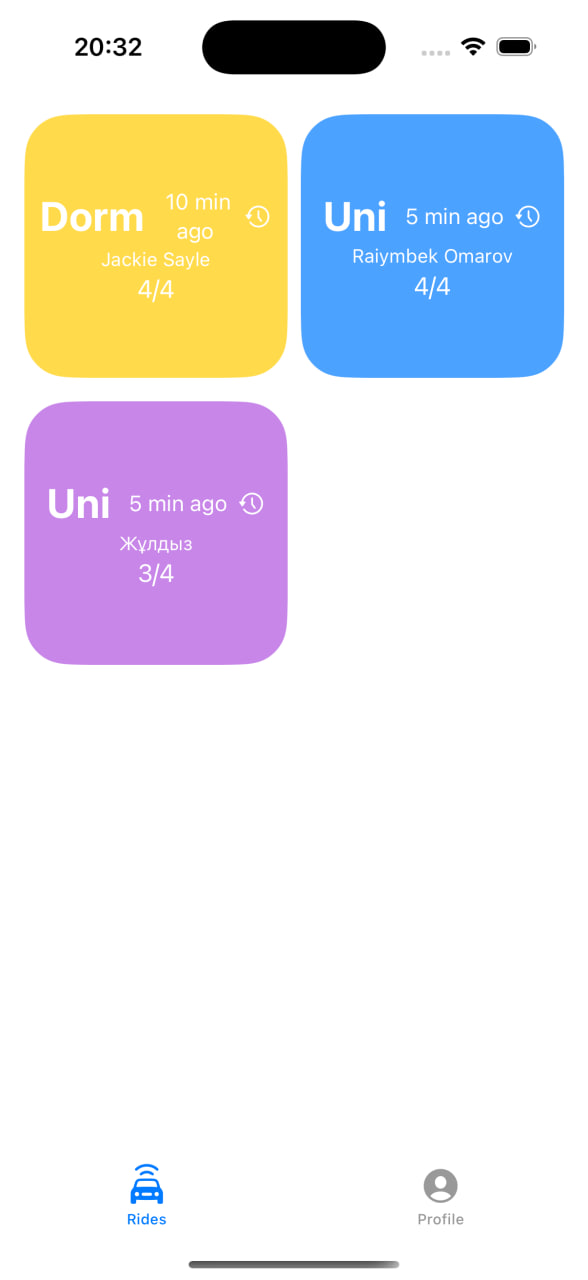 20:32
Dorm 10 min ago
Jackie Sayle
4/4
Uni 5 min ago
Raiymbek Omarov
4/4
Uni 5 min ago
Жұлдыз
3/4
Rides
Profile